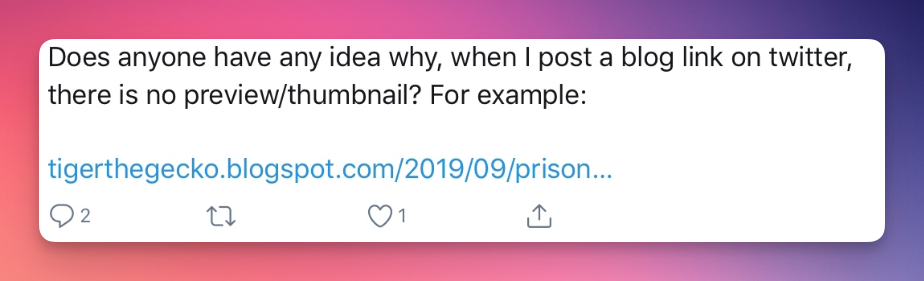 Does anyone have any idea why, when I post a blog link on twitter,
there is no preview/thumbnail? For example:
tigerthegecko.blogspot.com/2019/09/prison...
2 1